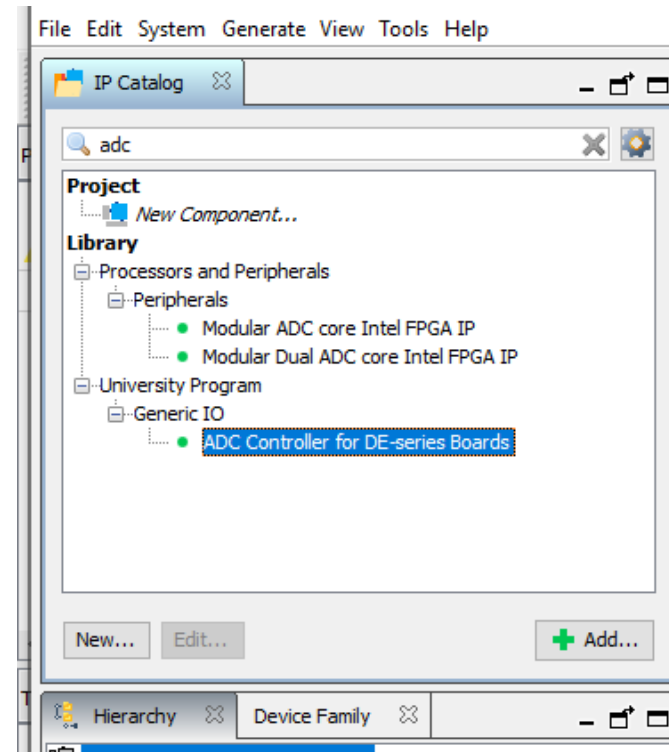 File Edit System Generate View Tools Help
IP Catalog
adc
Project
New Component...
Library
Processors and Peripherals
Peripherals
Modular ADC core Intel FPGA IP
Modular Dual ADC core Intel FPGA IP
University Program
Generic IO
ADC Controller for DE-series Boards
New... Edit... Add...
Hierarchy Device Family